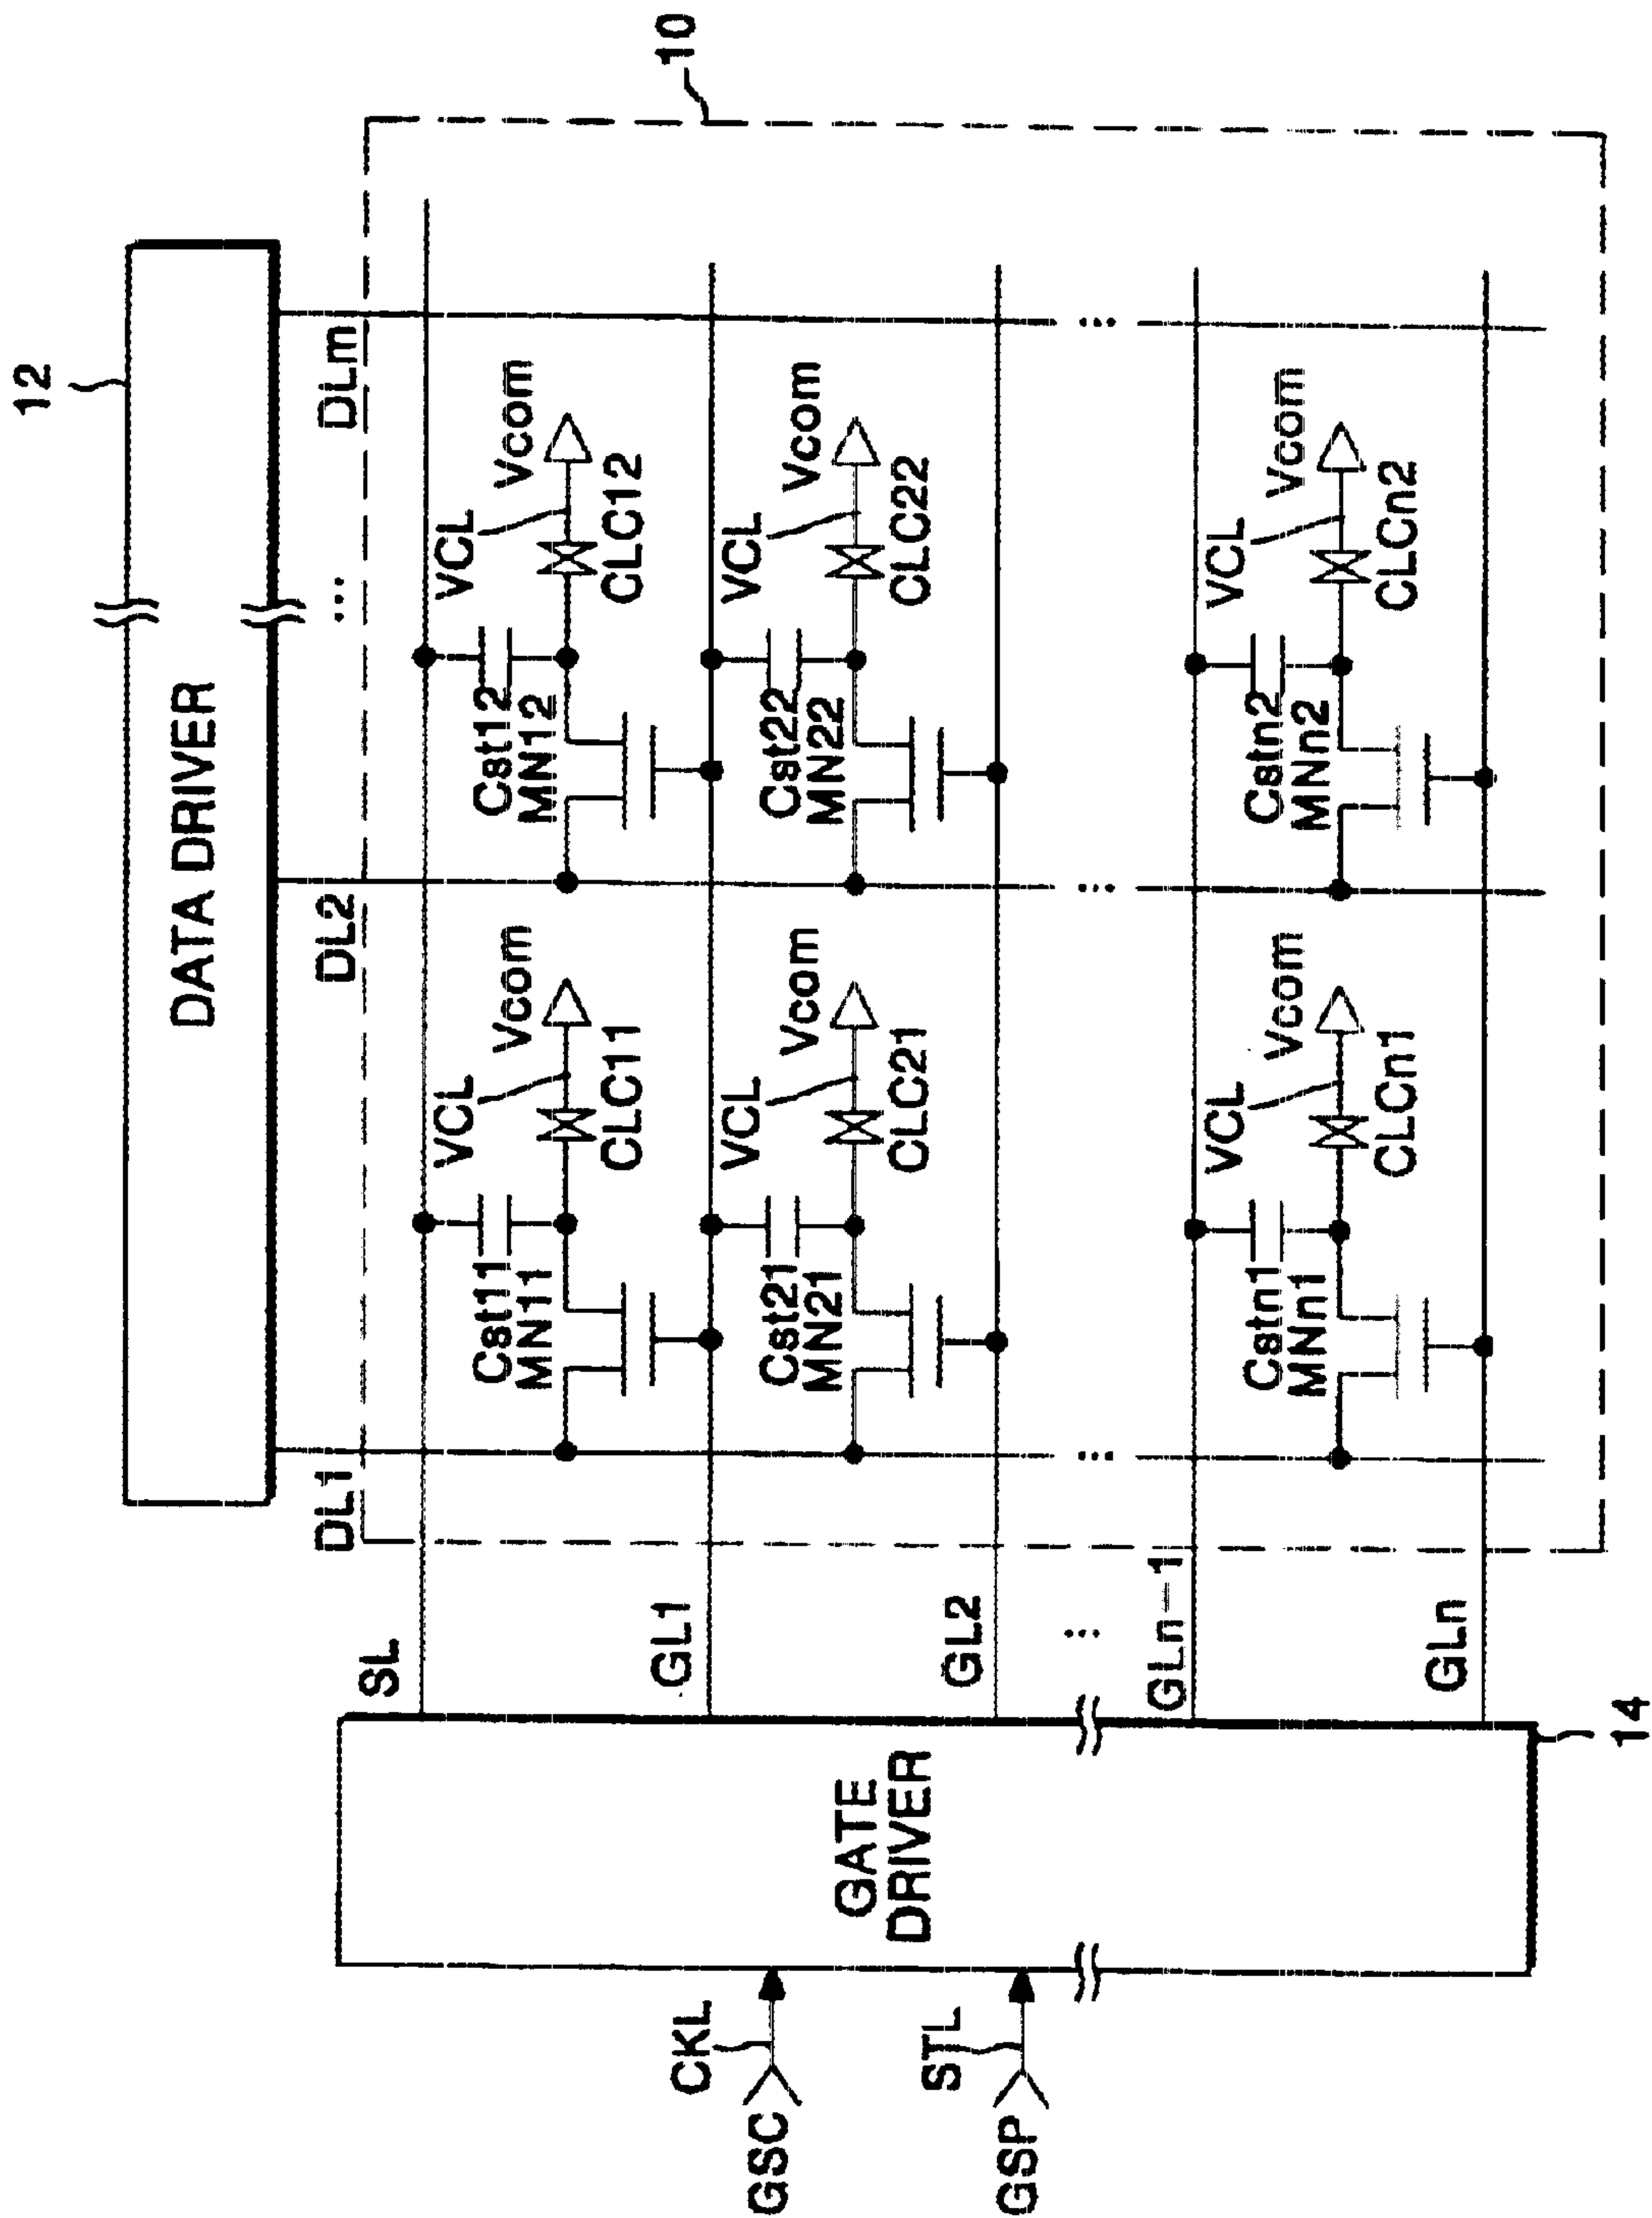 12
DATA DRIVER
10
DL1
DL2
...
DLm
SL
VCL
Vcom
VCL
Vcom
Cst11
MN11
CLC11
Cst12
MN12
CLC12
GL1
CKL
GSC
VCL
Vcom
VCL
Vcom
Cst21
MN21
CLC21
Cst22
MN22
CLC22
GATE
DRIVER
STL
GSP
GL2
...
...
...
...
GLn-1
VCL
Vcom
VCL
Vcom
Cstn1
MNn1
CLCn1
Cstn2
MNn2
CLCn2
GLn
14